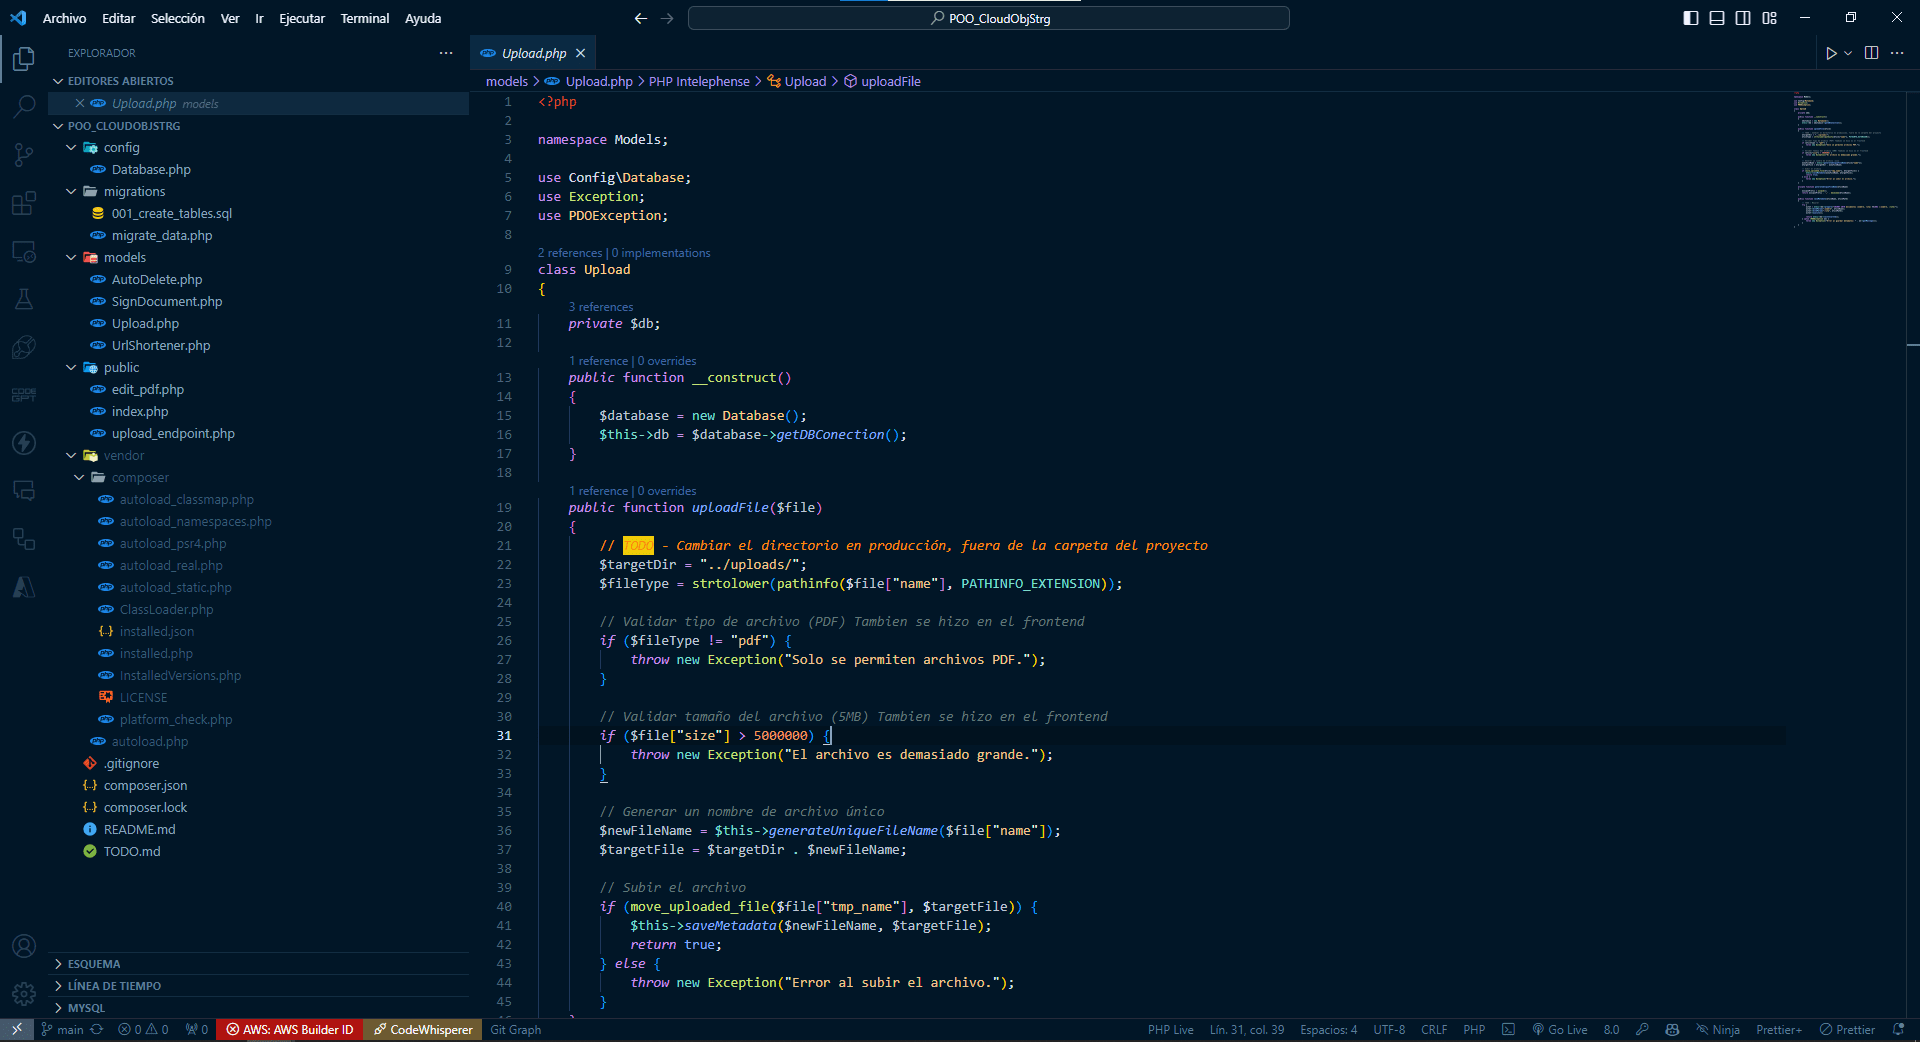 Archivo Editar Selección Ver Ir Ejecutar Terminal Ayuda
POO_CloudObjStrg
EXPLORADOR
EDITORES ABIERTOS
Upload.php models
POO_CLOUDOBJSTRG
config
Database.php
migrations
001_create_tables.sql
migrate_data.php
models
AutoDelete.php
SignDocument.php
Upload.php
UrlShortener.php
public
edit_pdf.php
index.php
upload_endpoint.php
vendor
composer
autoload_classmap.php
autoload_namespaces.php
autoload_psr4.php
autoload_real.php
autoload_static.php
ClassLoader.php
installed.json
installed.php
InstalledVersions.php
LICENSE
platform_check.php
autoload.php
.gitignore
composer.json
composer.lock
README.md
TODO.md
ESQUEMA
LÍNEA DE TIEMPO
MYSQL
Upload.php
models > Upload.php > PHP Intelephense > Upload > uploadFile
1 <?php
2
3 namespace Models;
4
5 use Config\Database;
6 use Exception;
7 use PDOException;
8
2 references | 0 implementations
9 class Upload
10 {
3 references
11 private $db;
12
1 reference | 0 overrides
13 public function __construct()
14 {
15 $database = new Database();
16 $this->db = $database->getDBConection();
17 }
18
1 reference | 0 overrides
19 public function uploadFile($file)
20 {
21 // TODO - Cambiar el directorio en producción, fuera de la carpeta del proyecto
22 $targetDir = "../uploads/";
23 $fileType = strtolower(pathinfo($file["name"], PATHINFO_EXTENSION));
24
25 // Validar tipo de archivo (PDF) Tambien se hizo en el frontend
26 if ($fileType != "pdf") {
27 throw new Exception("Solo se permiten archivos PDF.");
28 }
29
30 // Validar tamaño del archivo (5MB) Tambien se hizo en el frontend
31 if ($file["size"] > 5000000) {
32 throw new Exception("El archivo es demasiado grande.");
33 }
34
35 // Generar un nombre de archivo único
36 $newFileName = $this->generateUniqueFileName($file["name"]);
37 $targetFile = $targetDir . $newFileName;
38
39 // Subir el archivo
40 if (move_uploaded_file($file["tmp_name"], $targetFile)) {
41 $this->saveMetadata($newFileName, $targetFile);
42 return true;
43 } else {
44 throw new Exception("Error al subir el archivo.");
45 }
main 0 0 0 AWS: AWS Builder ID CodeWhisperer Git Graph PHP Live Lín. 31, col. 39 Espacios: 4 UTF-8 CRLF PHP Go Live 8.0 Ninja Prettier+ Prettier